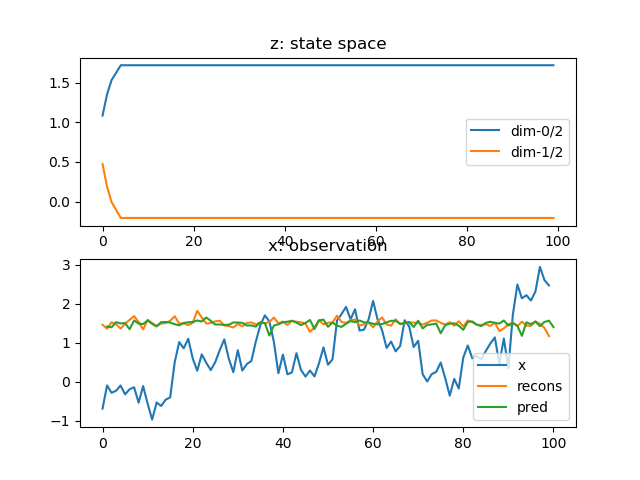 z: state space
1.5
1.0
0.5
0.0
dim-0/2
dim-1/2
0 20 40 60 80 100
x: observation
3
2
1
0
−1
x
recons
pred
0 20 40 60 80 100